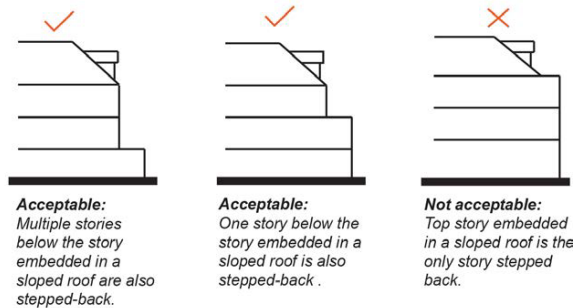 Acceptable:
Multiple stories
below the story
embedded in a
sloped roof are also
stepped-back.
Acceptable:
One story below the
story embedded in a
sloped roof is also
stepped-back .
Not acceptable:
Top story embedded
in a sloped roof is the
only story stepped
back.